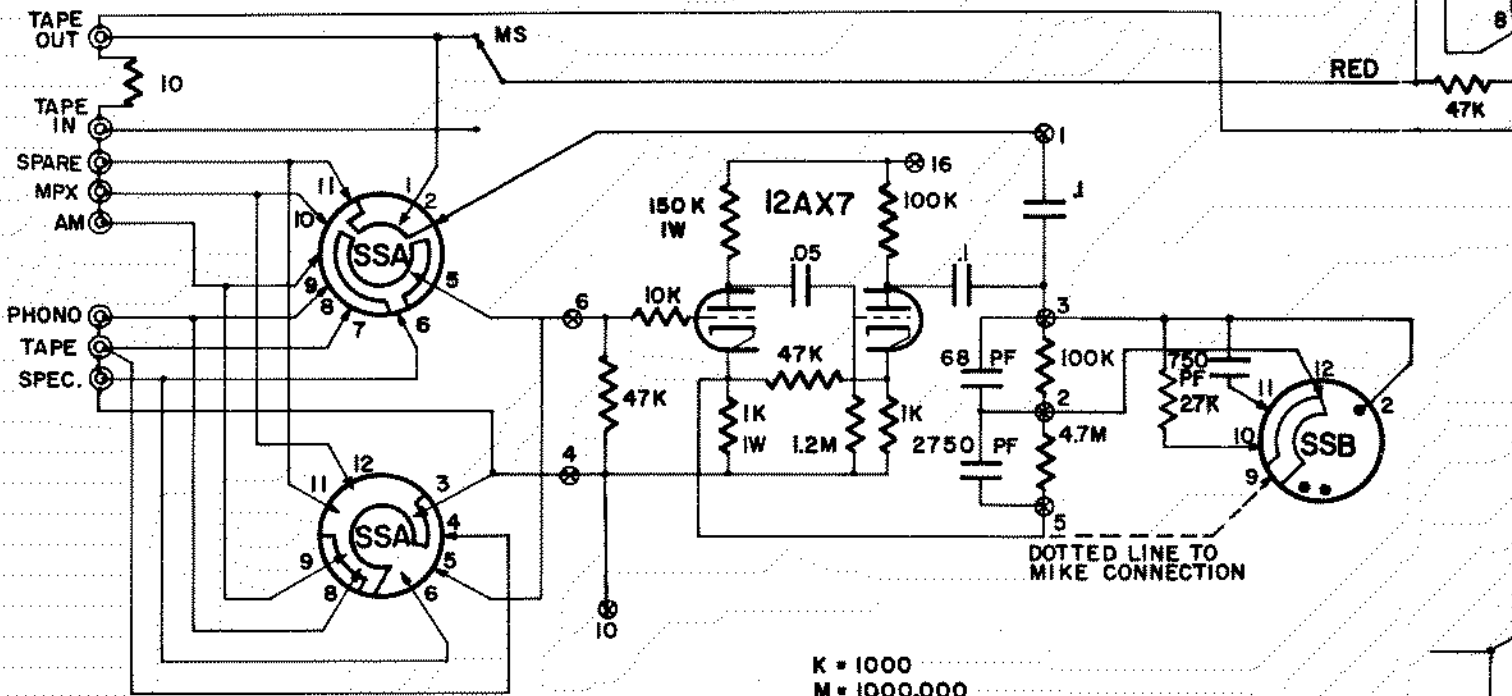 TAPE
OUT
MS
8
10
RED
47K
TAPE
IN
SPARE
MPX
AM
11
10
1
2
SSA
9
8
7
6
5
150K
1W
12AX7
16
100K
1
.1
.05
.1
PHONO
TAPE
SPEC.
6
10K
47K
47K
1K
1W
1.2M
1K
68 PF
2750 PF
3
100K
2
4.7M
5
750
PF
27K
12
11
10
9
2
SSB
4
10
12
11
3
4
5
6
7
8
9
SSA
DOTTED LINE TO
MIKE CONNECTION
K = 1000
M = 1000,000